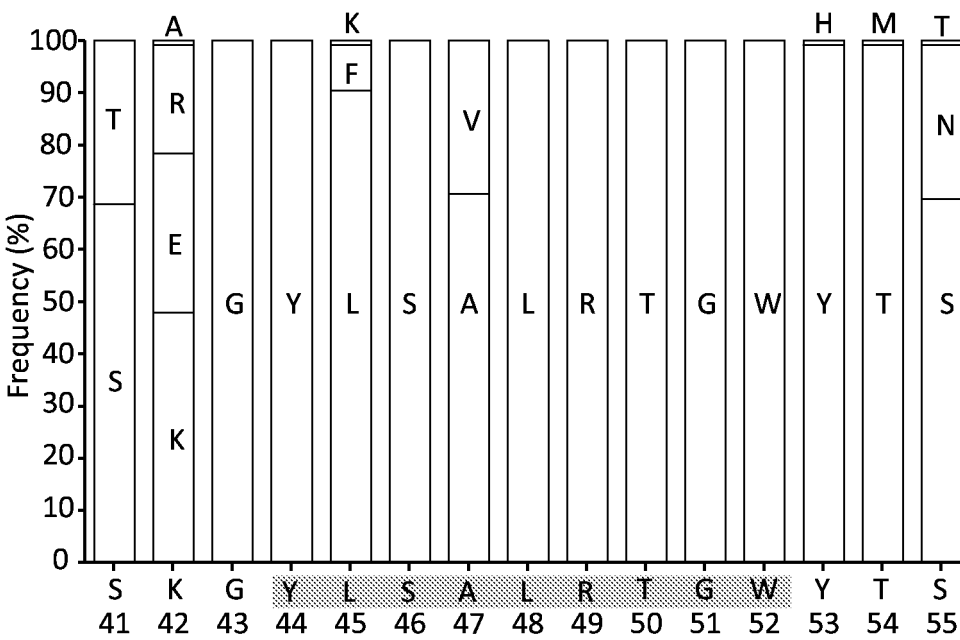 A K H M T
100
F
90 R
T V N
80
70
60 E
50 G Y L S A L R T G W Y T S
40
S
30
K
20
10
0
Frequency (%)
S K G Y L S A L R T G W Y T S
41 42 43 44 45 46 47 48 49 50 51 52 53 54 55